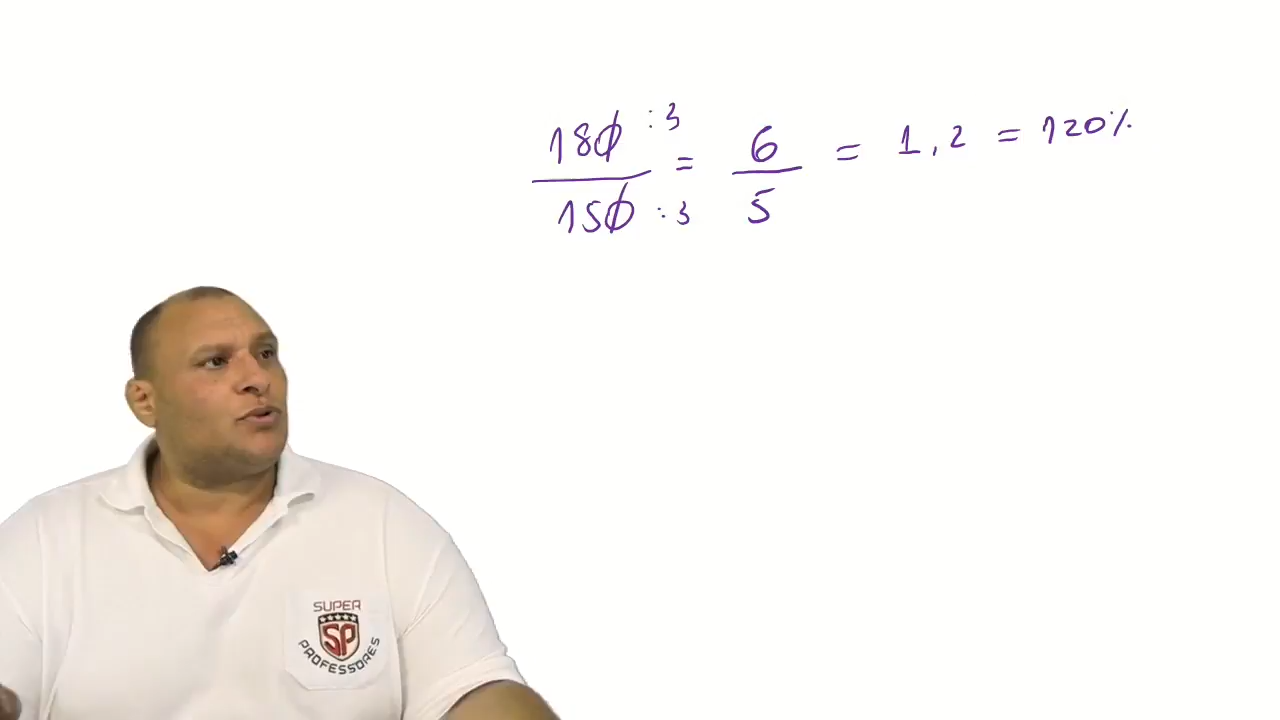 180 :3 = 6 = 1,2 = 120%
150 :3 5
SUPER
SP
PROFESSORES